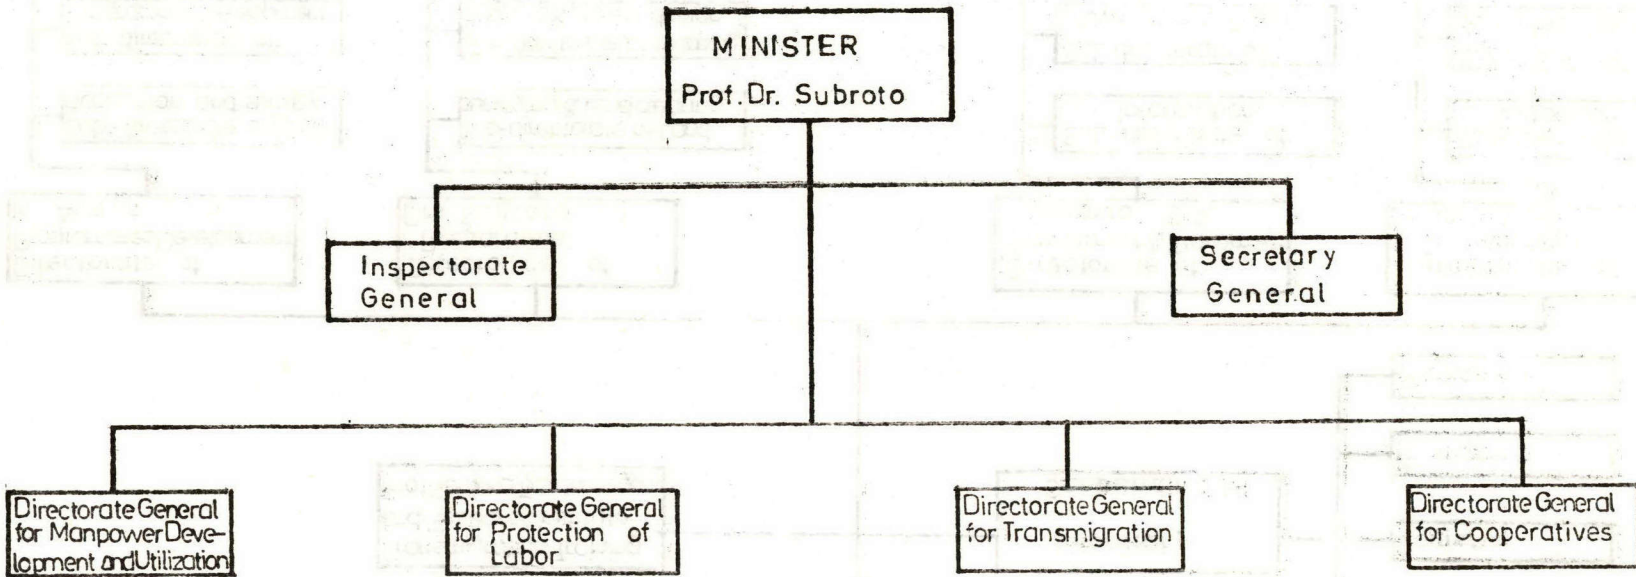 MINISTER
Prof. Dr. Subroto
Inspectorate
General
Secretary
General
Directorate General
for Manpower Deve-
lopment and Utilization
Directorate General
for Protection of
Labor
Directorate General
for Transmigration
Directorate General
for Cooperatives